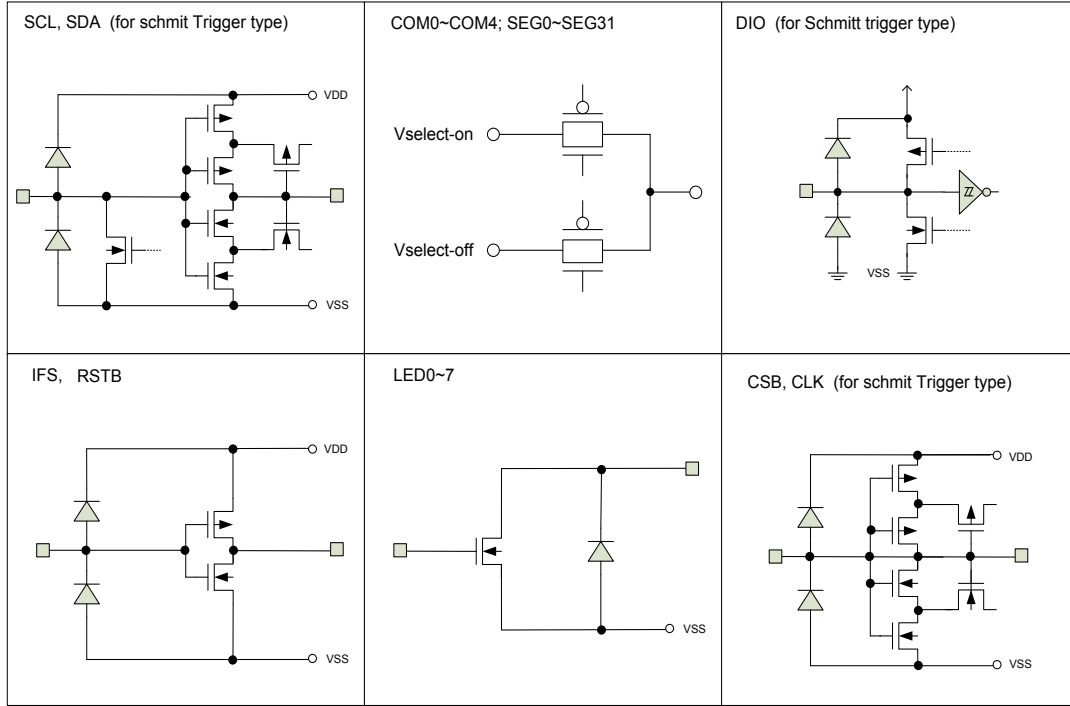 SCL, SDA (for schmit Trigger type)
VDD
VSS
COM0~COM4; SEG0~SEG31
Vselect-on
Vselect-off
DIO (for Schmitt trigger type)
VSS
IFS, RSTB
VDD
VSS
LED0~7
VSS
CSB, CLK (for schmit Trigger type)
VDD
VSS